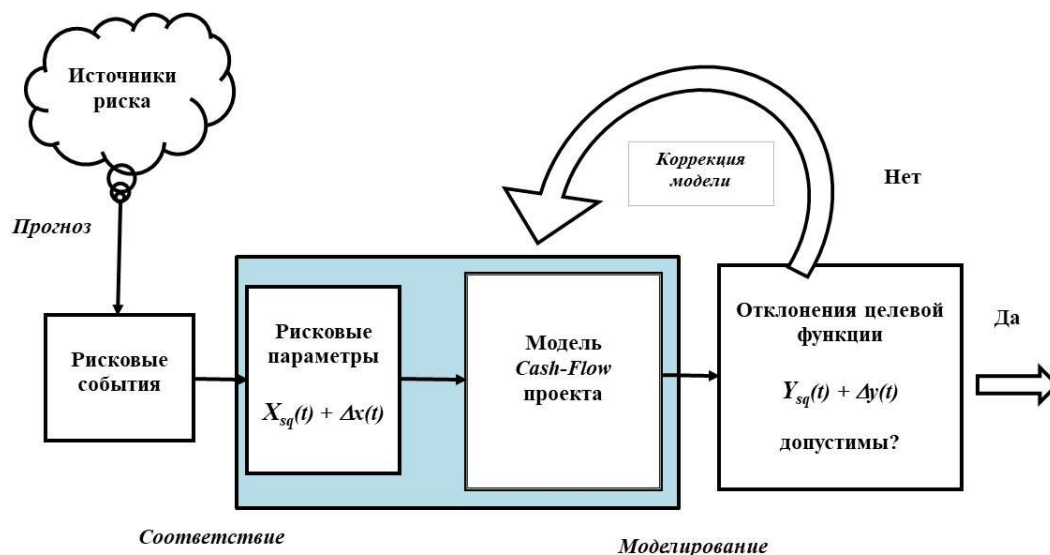 Источники
риска
Прогноз
Коррекция
модели
Нет
Рисковые
события
Рисковые
параметры
X_sq(t) + Δx(t)
Модель
Cash-Flow
проекта
Отклонения целевой
функции
Y_sq(t) + Δy(t)
допустимы?
Да
Соответствие
Моделирование